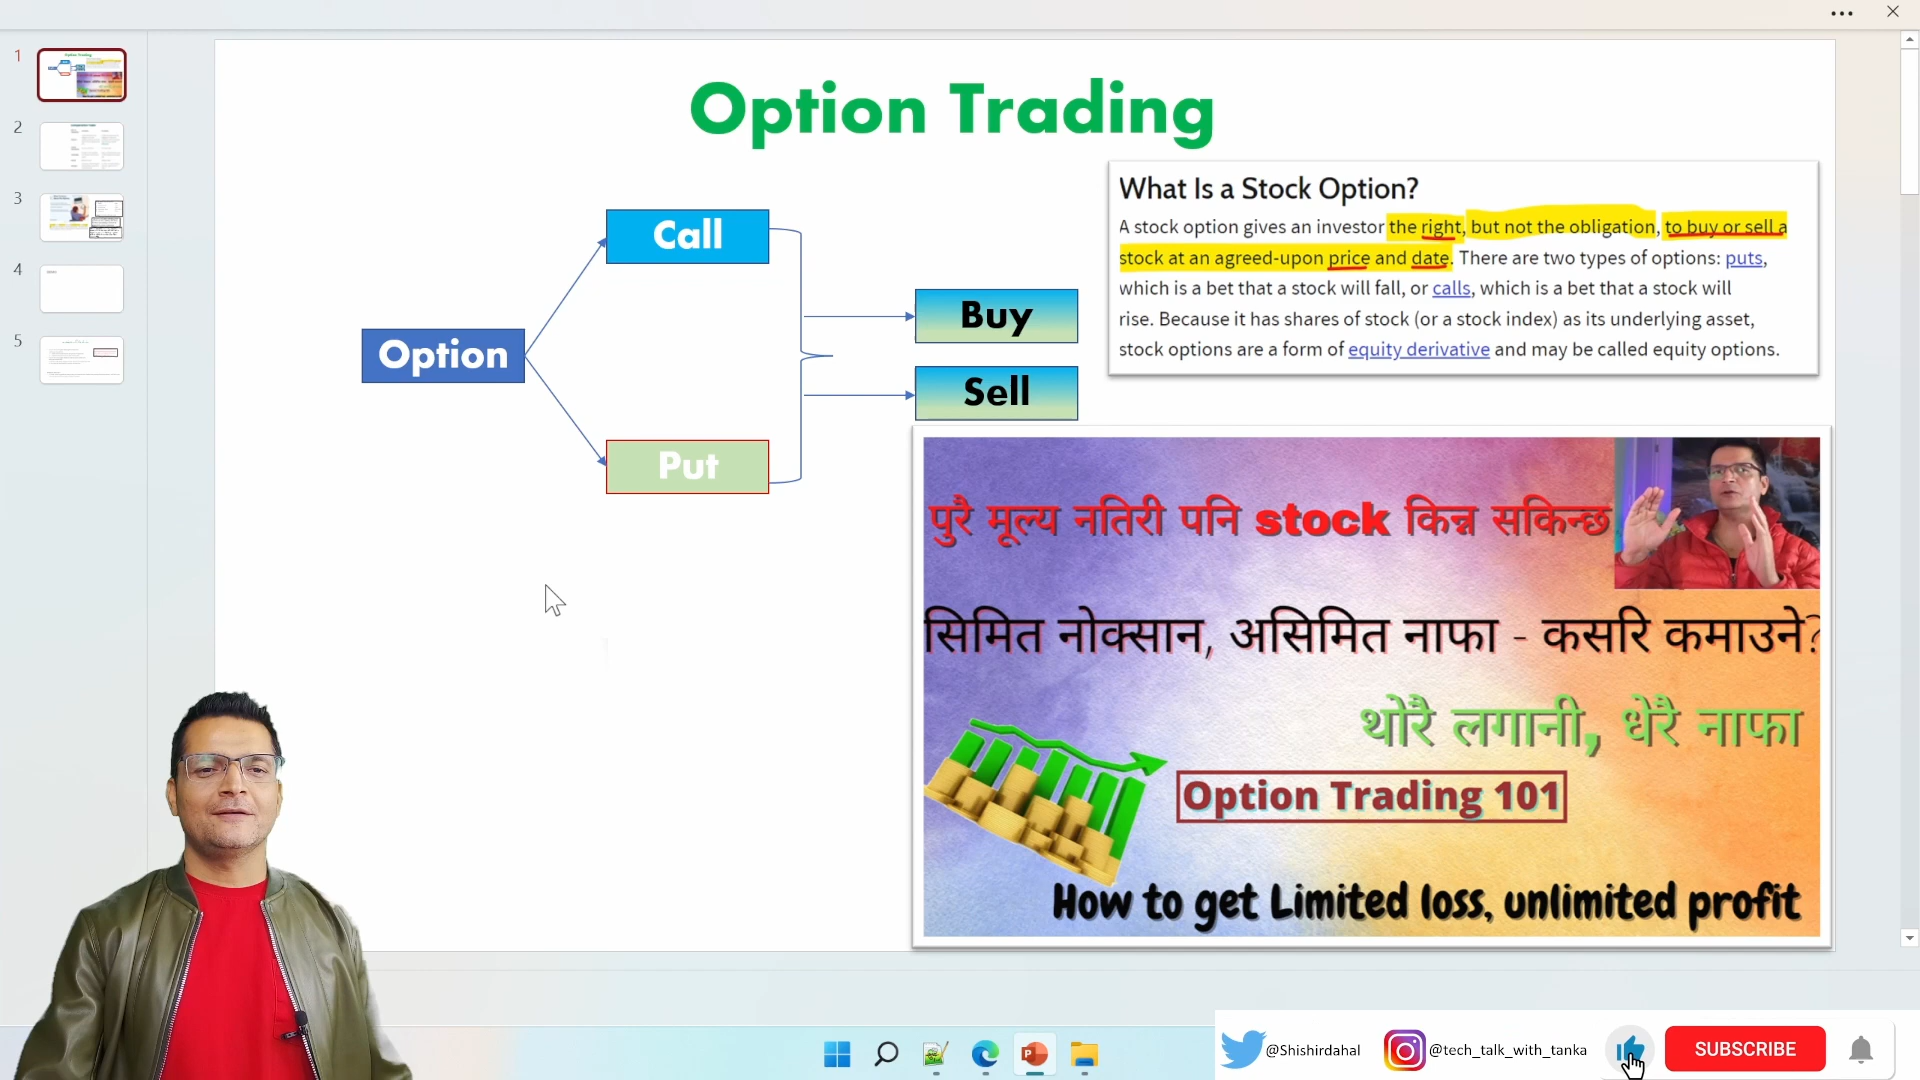 1
2
3
4
5
Option Trading
Option
Call
Put
Buy
Sell
What Is a Stock Option?
A stock option gives an investor the right, but not the obligation, to buy or sell a
stock at an agreed-upon price and date. There are two types of options: puts,
which is a bet that a stock will fall, or calls, which is a bet that a stock will
rise. Because it has shares of stock (or a stock index) as its underlying asset,
stock options are a form of equity derivative and may be called equity options.
पुरै मूल्य नतिरी पनि stock किन्न सकिन्छ
सिमित नोक्सान, असिमित नाफा - कसरि कमाउने?
थोरै लगानी, धेरै नाफा
Option Trading 101
How to get Limited loss, unlimited profit
@Shishirdahal
@tech_talk_with_tanka
SUBSCRIBE